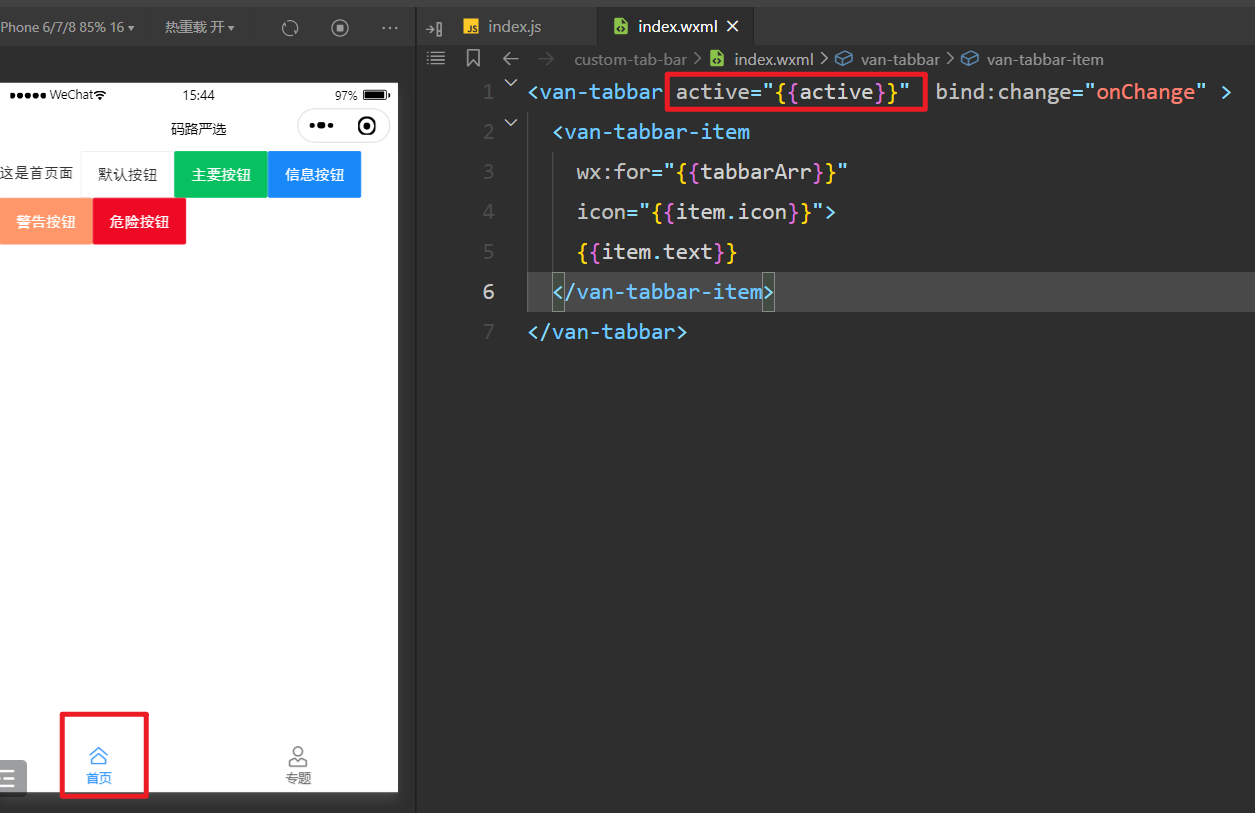 Phone 6/7/8 85% 16 热重载 开
WeChat 15:44 97%
码路严选
这是首页面 默认按钮 主要按钮 信息按钮
警告按钮 危险按钮
首页 专题
JS index.js index.wxml
custom-tab-bar index.wxml van-tabbar van-tabbar-item
1 <van-tabbar active="{{active}}" bind:change="onChange" >
2 <van-tabbar-item
3 wx:for="{{tabbarArr}}"
4 icon="{{item.icon}}">
5 {{item.text}}
6 </van-tabbar-item>
7 </van-tabbar>